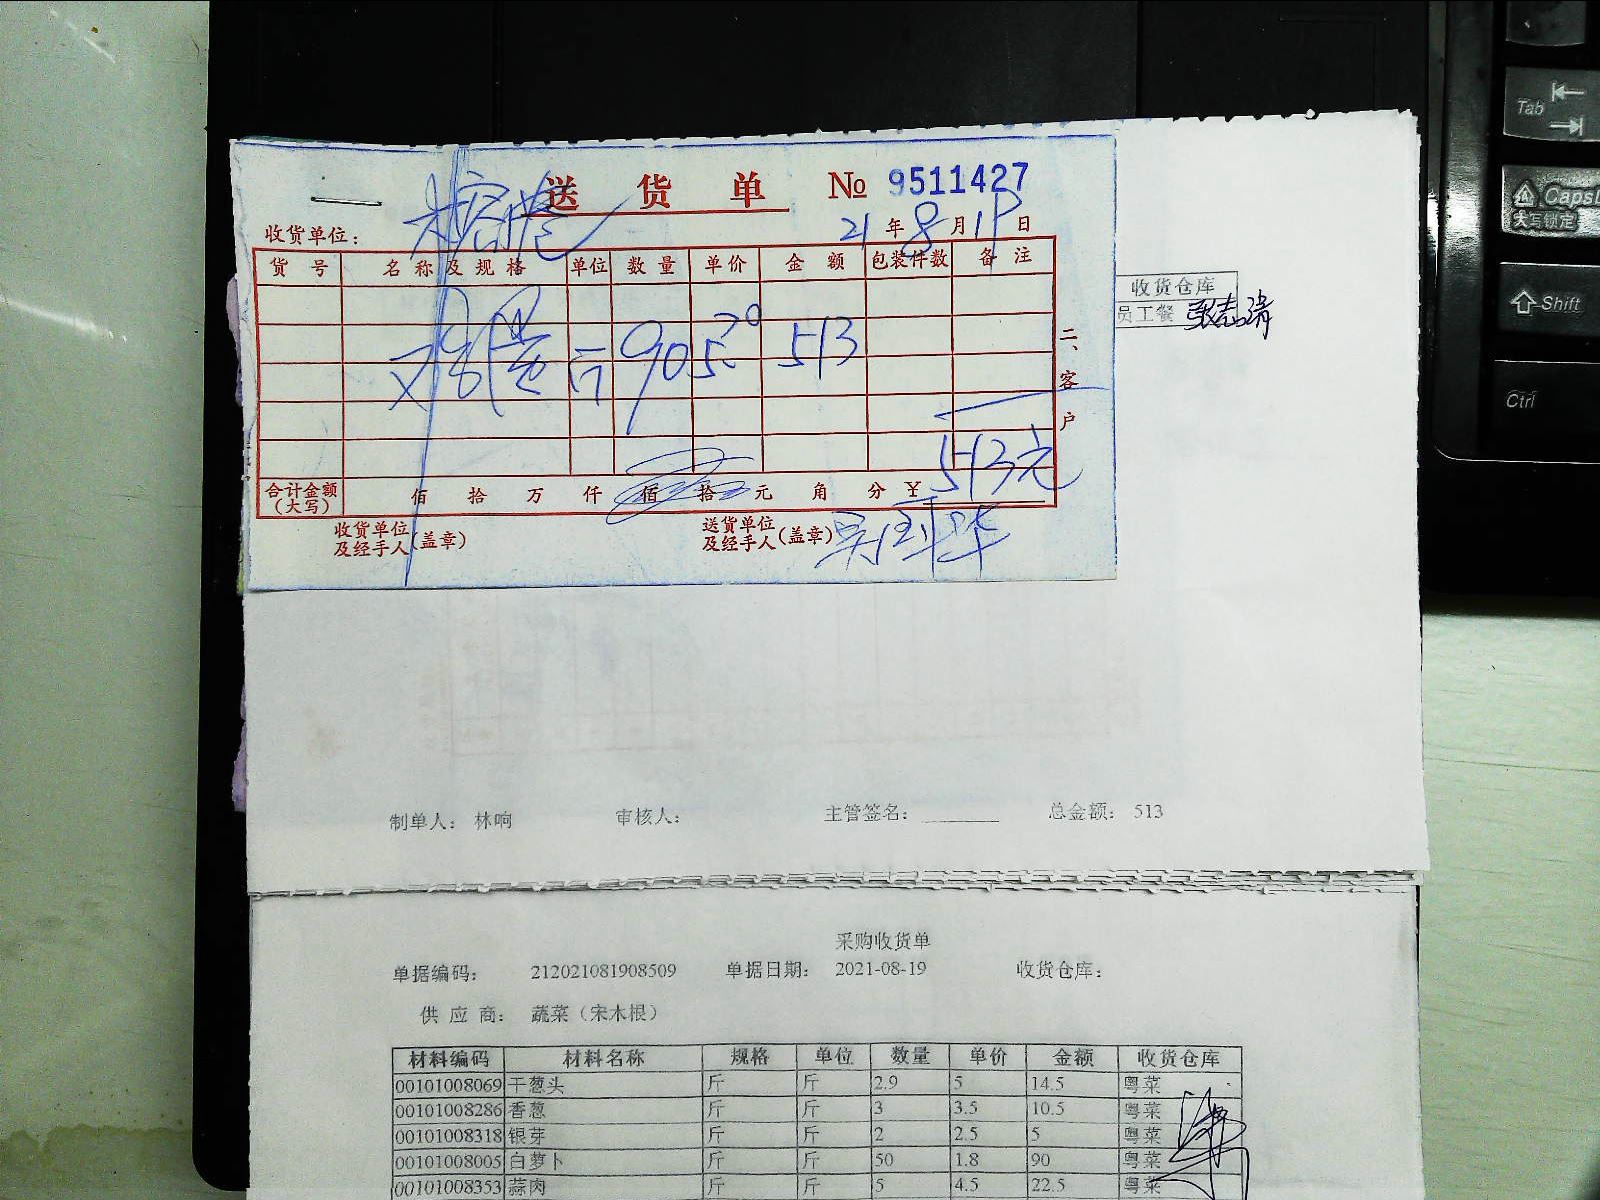 送 货 单 № 9511427
收货单位：
21年8月19日
货 号 名 称 及 规 格 单位 数 量 单 价 金 额 包装件数 备 注
收货仓库
员工餐
鸡蛋 斤 90 5.70 513
二、客户
513元
合计金额（大写） 佰 拾 万 仟 佰 拾 元 角 分 ¥
收货单位及经手人(盖章) 送货单位及经手人(盖章)
制单人： 林响 审核人： 主管签名： 总金额： 513
采购收货单
单据编码： 212021081908509 单据日期： 2021-08-19 收货仓库：
供 应 商： 蔬菜（宋木根）
材料编码 材料名称 规格 单位 数量 单价 金额 收货仓库
00101008069 干葱头 斤 斤 2.9 5 14.5 粤菜
00101008286 香葱 斤 斤 3 3.5 10.5 粤菜
00101008318 银芽 斤 斤 2 2.5 5 粤菜
00101008005 白萝卜 斤 斤 50 1.8 90 粤菜
00101008353 蒜肉 斤 斤 5 4.5 22.5 粤菜
Tab
CapsL
大写锁定
Shift
Ctrl